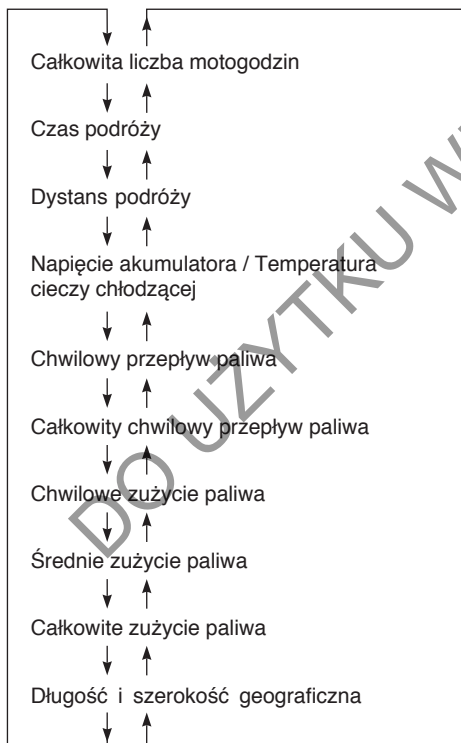 Całkowita liczba motogodzin
Czas podróży
Dystans podróży
Napięcie akumulatora / Temperatura
cieczy chłodzącej
Chwilowy przepływ paliwa
Całkowity chwilowy przepływ paliwa
Chwilowe zużycie paliwa
Średnie zużycie paliwa
Całkowite zużycie paliwa
Długość i szerokość geograficzna
DO UŻYTKU